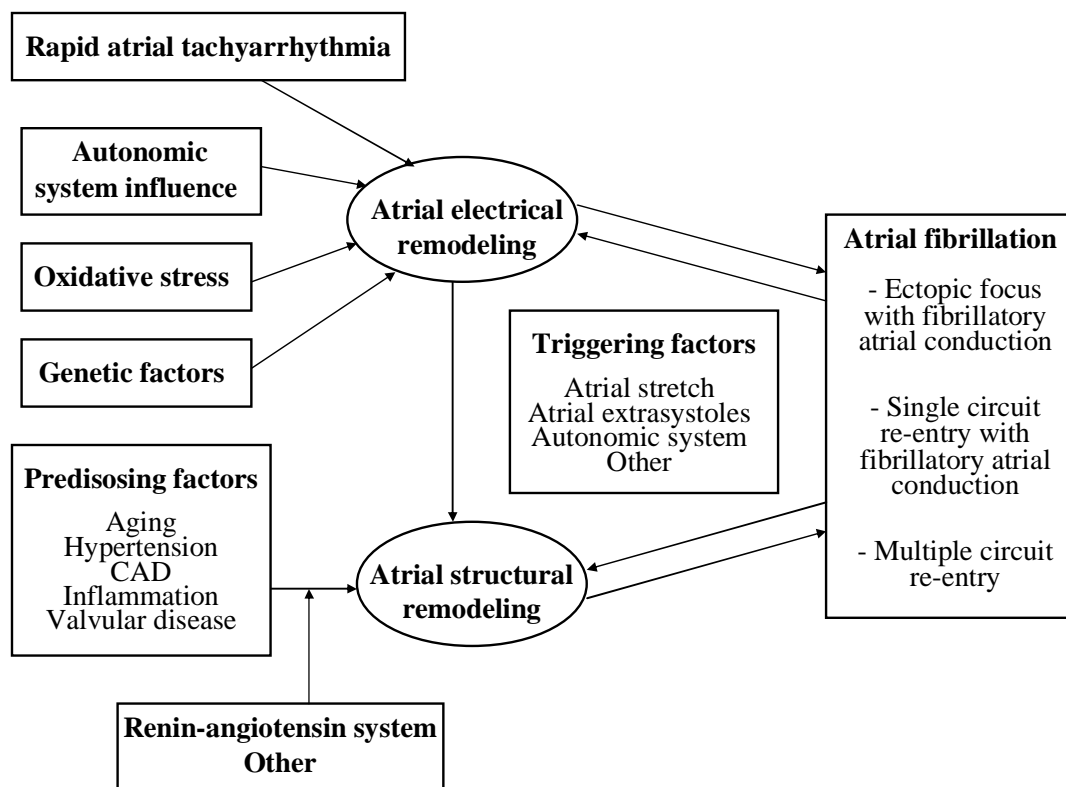 Rapid atrial tachyarrhythmia
Autonomic
system influence
Oxidative stress
Genetic factors
Atrial electrical
remodeling
Triggering factors
Atrial stretch
Atrial extrasystoles
Autonomic system
Other
Atrial fibrillation
- Ectopic focus
with fibrillatory
atrial conduction
- Single circuit
re-entry with
fibrillatory atrial
conduction
- Multiple circuit
re-entry
Predisosing factors
Aging
Hypertension
CAD
Inflammation
Valvular disease
Atrial structural
remodeling
Renin-angiotensin system
Other